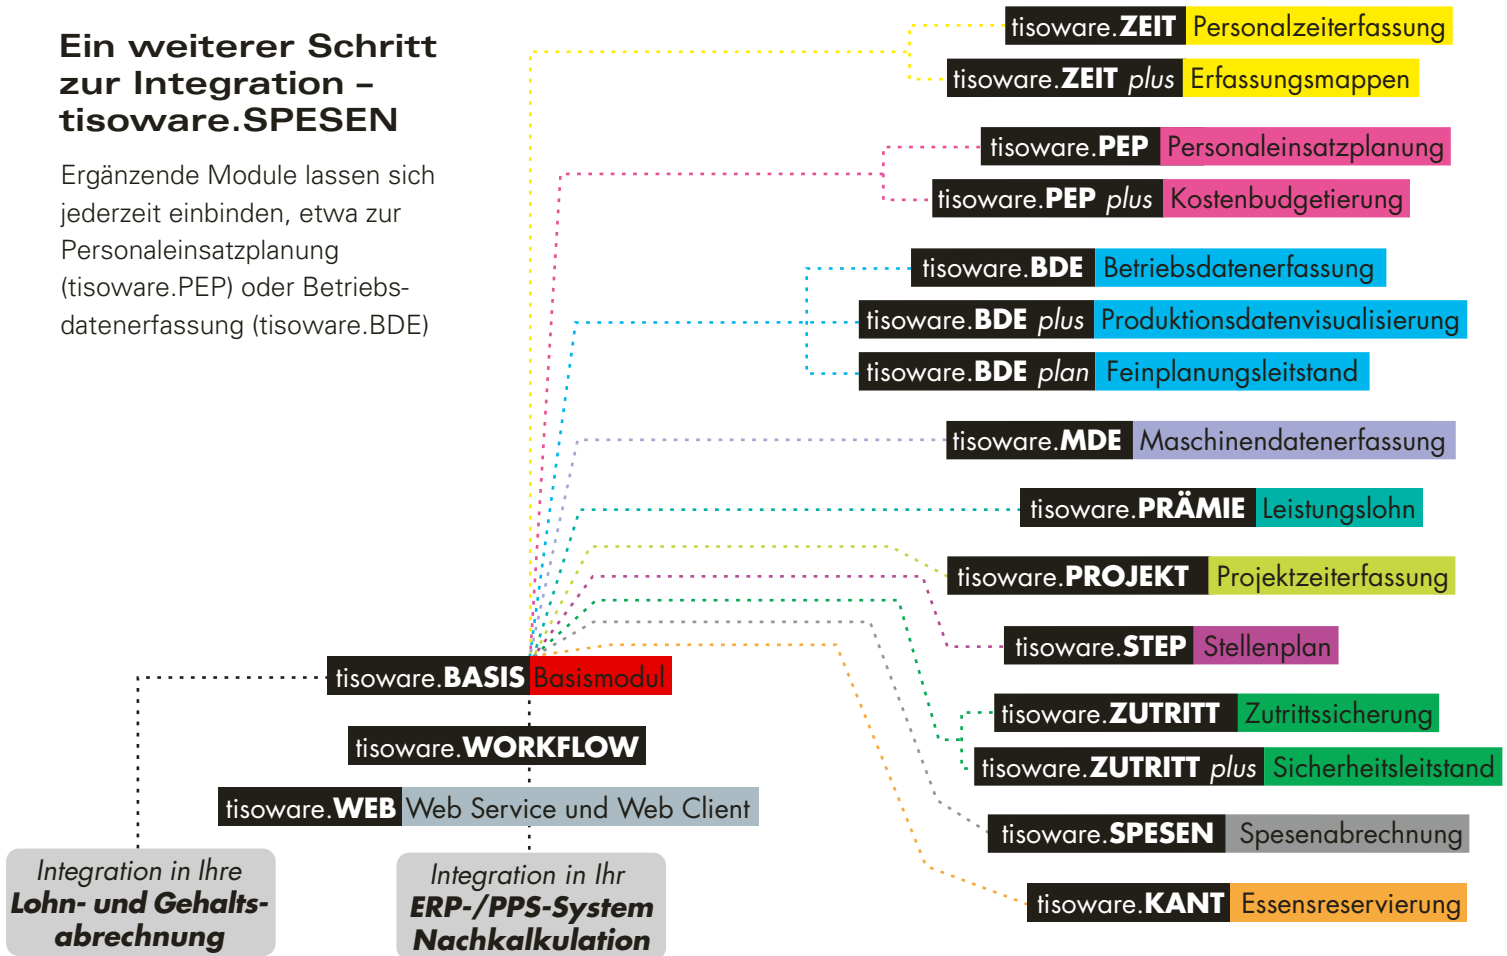 Ein weiterer Schritt
zur Integration –
tisoware.SPESEN
Ergänzende Module lassen sich
jederzeit einbinden, etwa zur
Personaleinsatzplanung
(tisoware.PEP) oder Betriebs-
datenerfassung (tisoware.BDE)
tisoware.ZEIT Personalzeiterfassung
tisoware.ZEIT plus Erfassungsmappen
tisoware.PEP Personaleinsatzplanung
tisoware.PEP plus Kostenbudgetierung
tisoware.BDE Betriebsdatenerfassung
tisoware.BDE plus Produktionsdatenvisualisierung
tisoware.BDE plan Feinplanungsleitstand
tisoware.MDE Maschinendatenerfassung
tisoware.PRÄMIE Leistungslohn
tisoware.PROJEKT Projektzeiterfassung
tisoware.STEP Stellenplan
tisoware.ZUTRITT Zutrittssicherung
tisoware.ZUTRITT plus Sicherheitsleitstand
tisoware.SPESEN Spesenabrechnung
tisoware.KANT Essensreservierung
tisoware.BASIS Basismodul
tisoware.WORKFLOW
tisoware.WEB Web Service und Web Client
Integration in Ihre
Lohn- und Gehalts-
abrechnung
Integration in Ihr
ERP-/PPS-System
Nachkalkulation